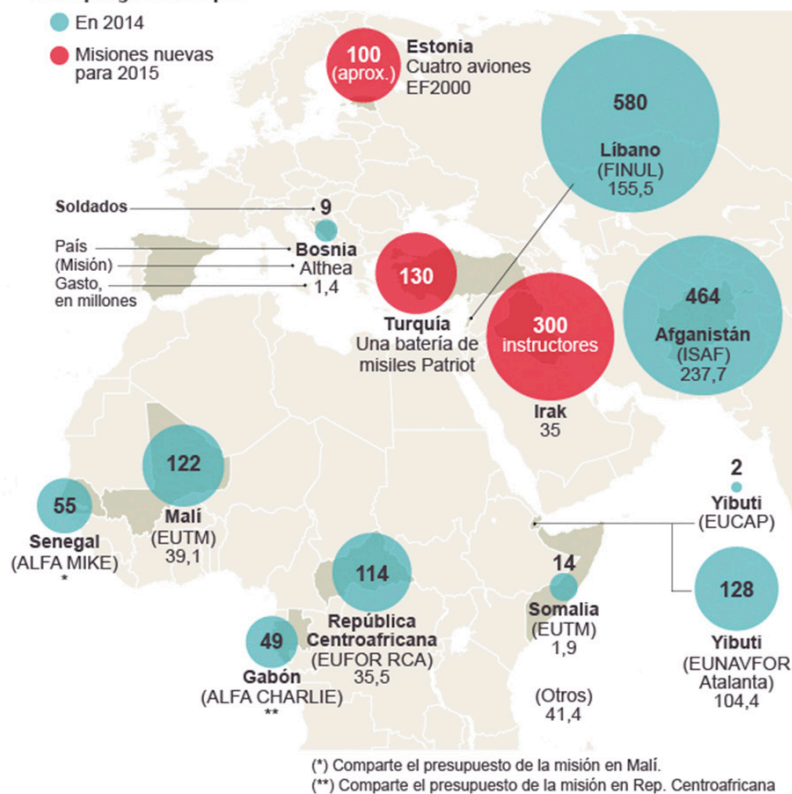 En 2014
Misiones nuevas
para 2015
100
(aprox.)
Estonia
Cuatro aviones
EF2000
580
Líbano
(FINUL)
155,5
Soldados
9
País
(Misión)
Gasto,
en millones
Bosnia
Althea
1,4
130
Turquía
Una batería de
misiles Patriot
300
instructores
Irak
35
464
Afganistán
(ISAF)
237,7
122
Malí
(EUTM)
39,1
55
Senegal
(ALFA MIKE)
*
114
República
Centroafricana
(EUFOR RCA)
35,5
49
Gabón
(ALFA CHARLIE)
**
14
Somalia
(EUTM)
1,9
2
Yibuti
(EUCAP)
128
Yibuti
(EUNAVFOR
Atalanta)
104,4
(Otros)
41,4
(*) Comparte el presupuesto de la misión en Malí.
(**) Comparte el presupuesto de la misión en Rep. Centroafricana